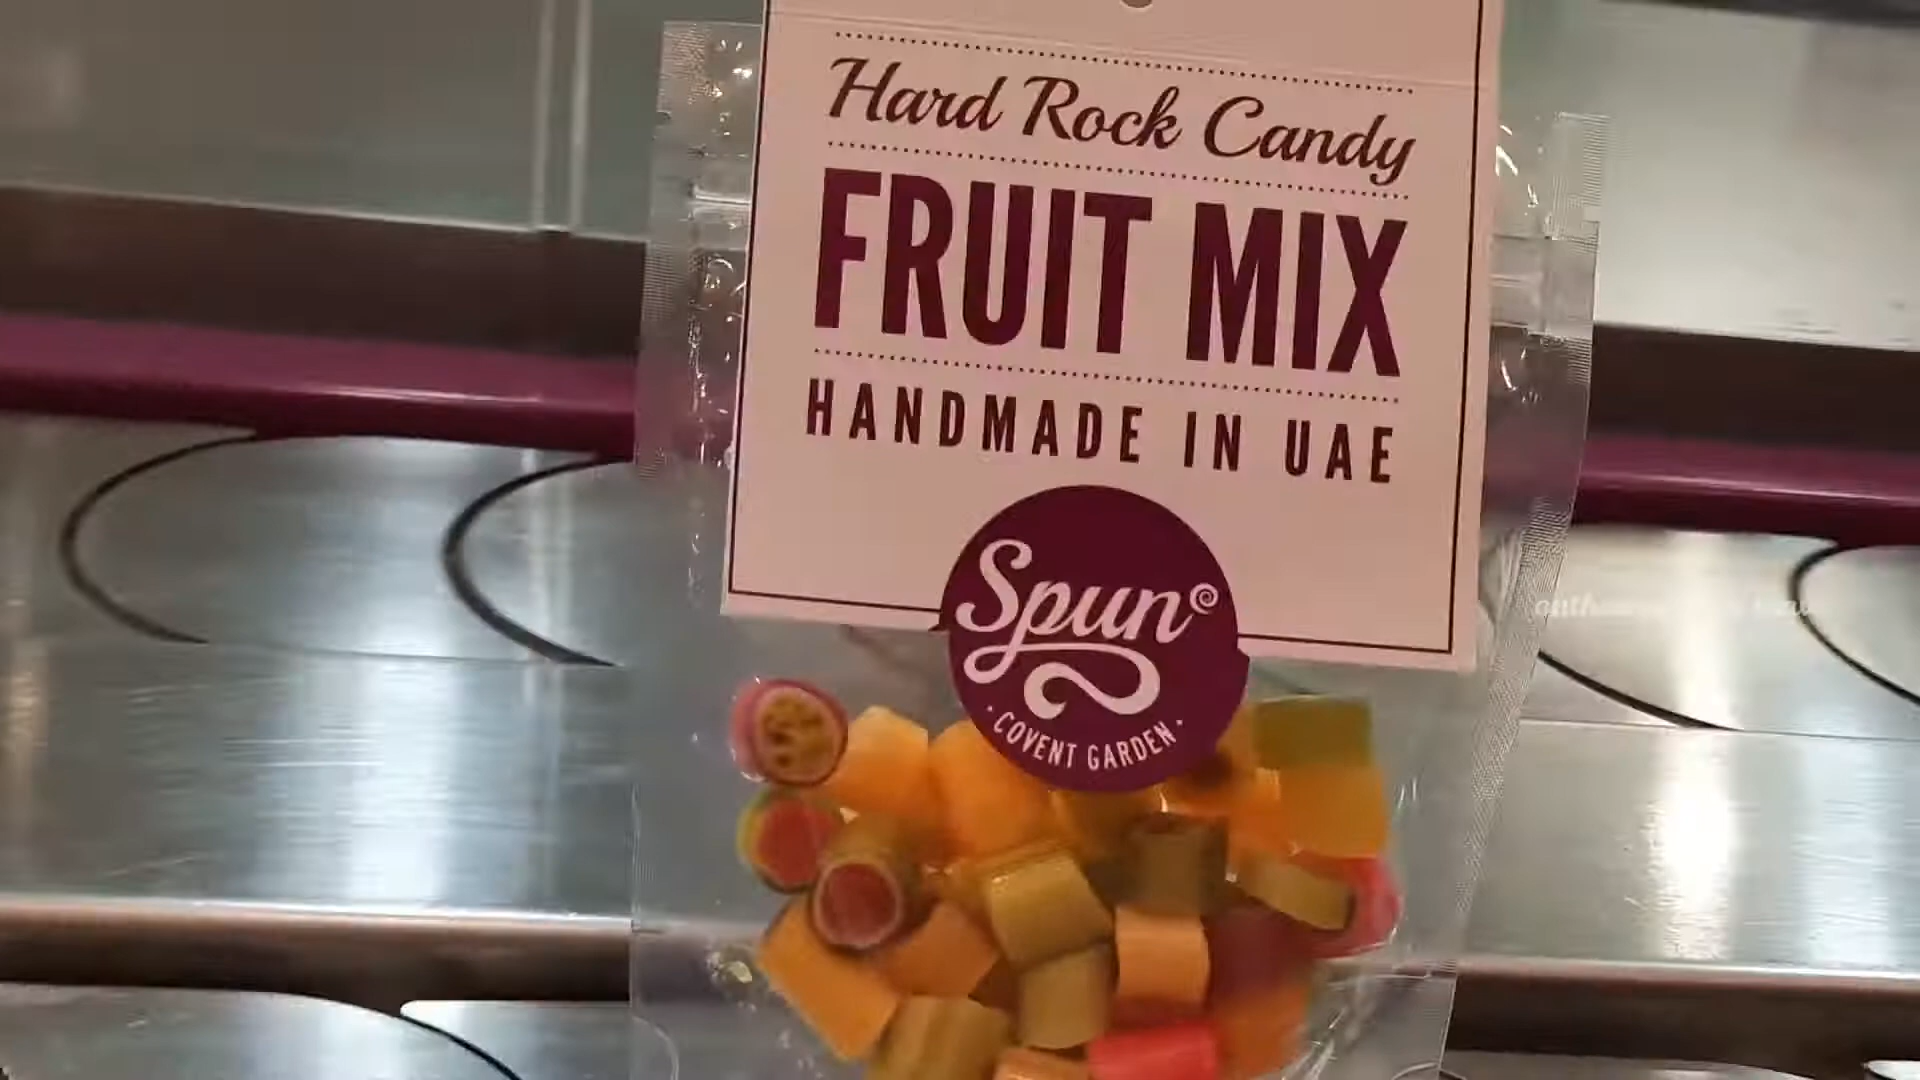 Hard Rock Candy
FRUIT MIX
HANDMADE IN UAE
Spun
· COVENT GARDEN ·